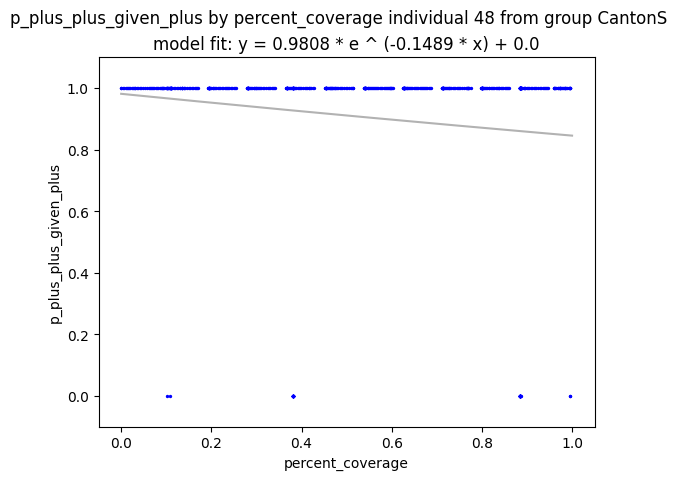 p_plus_plus_given_plus by percent_coverage individual 48 from group CantonS
model fit: y = 0.9808 * e ^ (-0.1489 * x) + 0.0
1.0
0.8
0.6
0.4
0.2
0.0
p_plus_plus_given_plus
0.0 0.2 0.4 0.6 0.8 1.0
percent_coverage